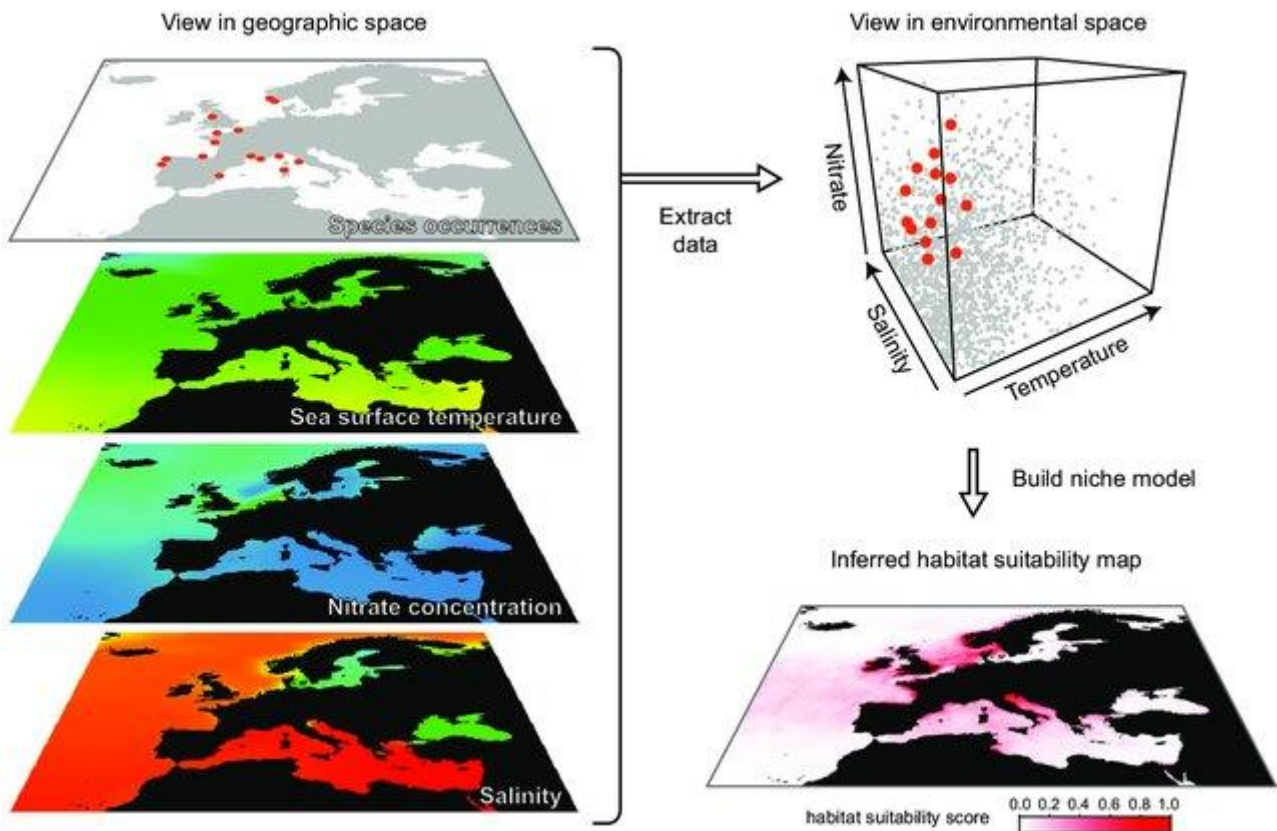 View in geographic space
Species occurrences
Sea surface temperature
Nitrate concentration
Salinity
Extract
data
View in environmental space
Nitrate
Salinity
Temperature
Build niche model
Inferred habitat suitability map
0.0 0.2 0.4 0.6 0.8 1.0
habitat suitability score